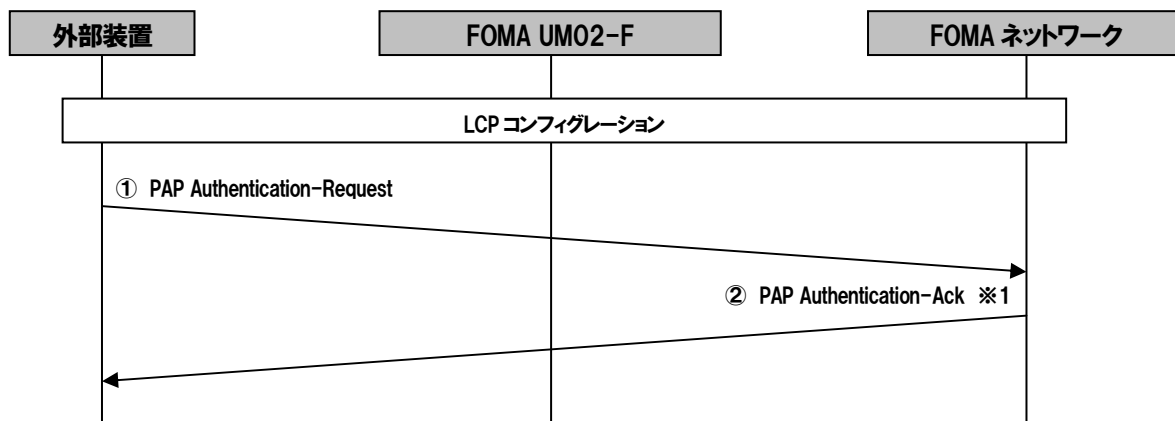 外部装置
FOMA UM02-F
FOMA ネットワーク
LCP コンフィグレーション
① PAP Authentication-Request
② PAP Authentication-Ack ※1